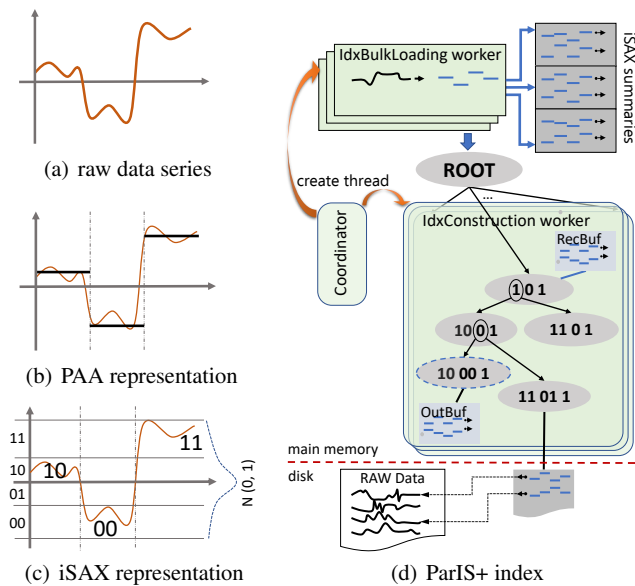 (a) raw data series
(b) PAA representation
11
10
01
00
10
00
11
N (0, 1)
(c) iSAX representation
IdxBulkLoading worker
iSAX summaries
ROOT
...
create thread
Coordinator
IdxConstruction worker
RecBuf
1 0 1
10 0 1
11 0 1
10 00 1
11 01 1
OutBuf
main memory
disk
RAW Data
(d) ParIS+ index